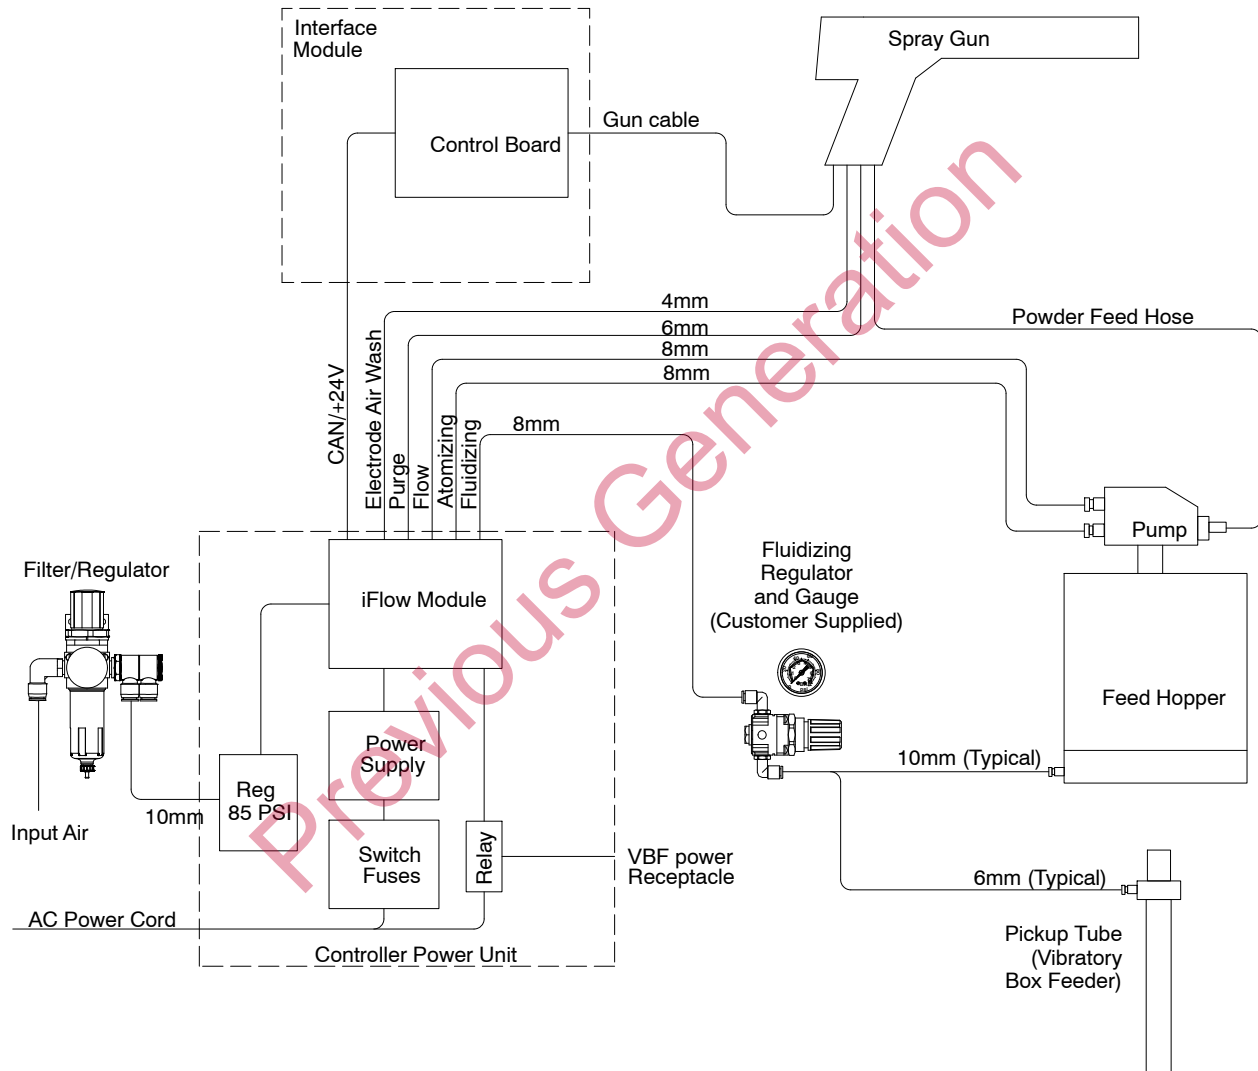 Interface
Module
Control Board
Gun cable
Spray Gun
4mm
6mm
8mm
8mm
8mm
Powder Feed Hose
CAN/+24V
Electrode Air Wash
Purge
Flow
Atomizing
Fluidizing
Pump
Filter/Regulator
iFlow Module
Fluidizing
Regulator
and Gauge
(Customer Supplied)
Feed Hopper
Power
Supply
10mm (Typical)
Reg
85 PSI
10mm
Input Air
Switch
Fuses
Relay
VBF power
Receptacle
6mm (Typical)
AC Power Cord
Controller Power Unit
Pickup Tube
(Vibratory
Box Feeder)
Previous Generation